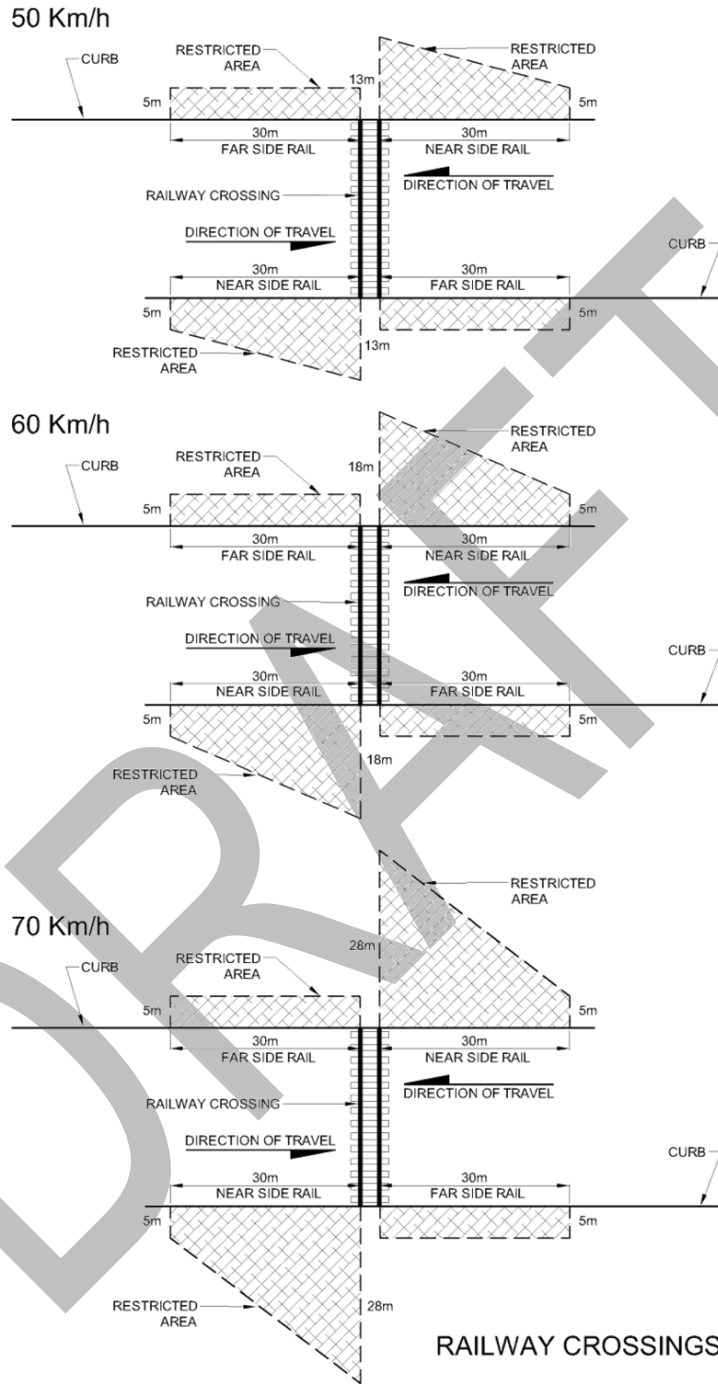 50 Km/h
RESTRICTED
AREA
RESTRICTED
AREA
CURB
13m
5m
5m
30m
30m
FAR SIDE RAIL
NEAR SIDE RAIL
DIRECTION OF TRAVEL
RAILWAY CROSSING
DIRECTION OF TRAVEL
CURB
30m
30m
NEAR SIDE RAIL
FAR SIDE RAIL
5m
5m
13m
RESTRICTED
AREA
60 Km/h
RESTRICTED
AREA
RESTRICTED
AREA
CURB
18m
5m
5m
30m
30m
FAR SIDE RAIL
NEAR SIDE RAIL
DIRECTION OF TRAVEL
RAILWAY CROSSING
DIRECTION OF TRAVEL
CURB
30m
30m
NEAR SIDE RAIL
FAR SIDE RAIL
5m
5m
18m
RESTRICTED
AREA
70 Km/h
RESTRICTED
AREA
RESTRICTED
AREA
CURB
28m
5m
5m
30m
30m
FAR SIDE RAIL
NEAR SIDE RAIL
DIRECTION OF TRAVEL
RAILWAY CROSSING
DIRECTION OF TRAVEL
CURB
30m
30m
NEAR SIDE RAIL
FAR SIDE RAIL
5m
5m
28m
RESTRICTED
AREA
RAILWAY CROSSINGS
DRAFT